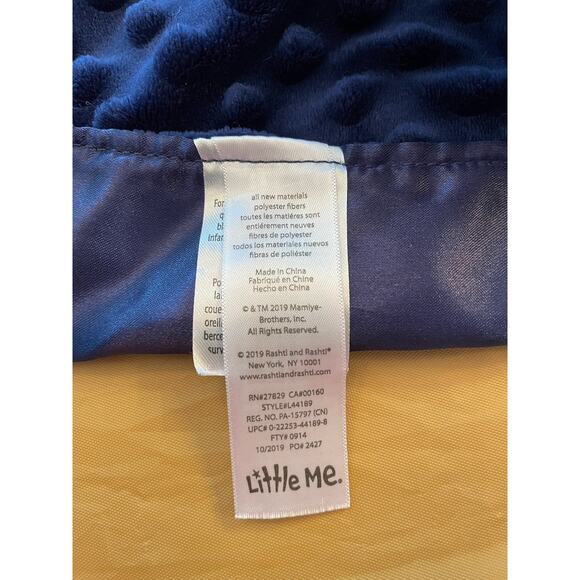 all new materials
polyester fibers
toutes les matières sont
entièrement neuves
fibras de polyester
todos los materiales nuevos
fibras de poliéster
Made in China
Fabriqué en Chine
Hecho en China
© & TM 2019 Mamiye-
Brothers, Inc.
All Rights Reserved.
© 2019 Rashti and Rashti®
New York, NY 10001
www.rashtiandrashti.com
RN#27829 CA#00160
STYLE#L44189
REG. NO. PA-15797 (CN)
UPC# 0-22253-44189-8
FTY# 0914
10/2019 PO# 2427
Little Me.
For
Po